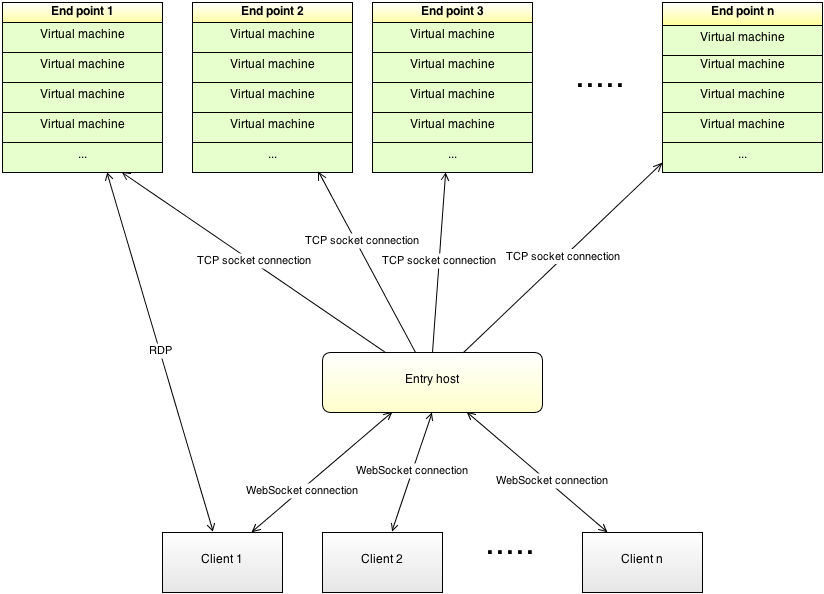 End point 1
Virtual machine
Virtual machine
Virtual machine
Virtual machine
...
End point 2
Virtual machine
Virtual machine
Virtual machine
Virtual machine
...
End point 3
Virtual machine
Virtual machine
Virtual machine
Virtual machine
...
.....
End point n
Virtual machine
Virtual machine
Virtual machine
Virtual machine
...
TCP socket connection
TCP socket connection
TCP socket connection
TCP socket connection
RDP
Entry host
WebSocket connection
WebSocket connection
WebSocket connection
Client 1
Client 2
.....
Client n